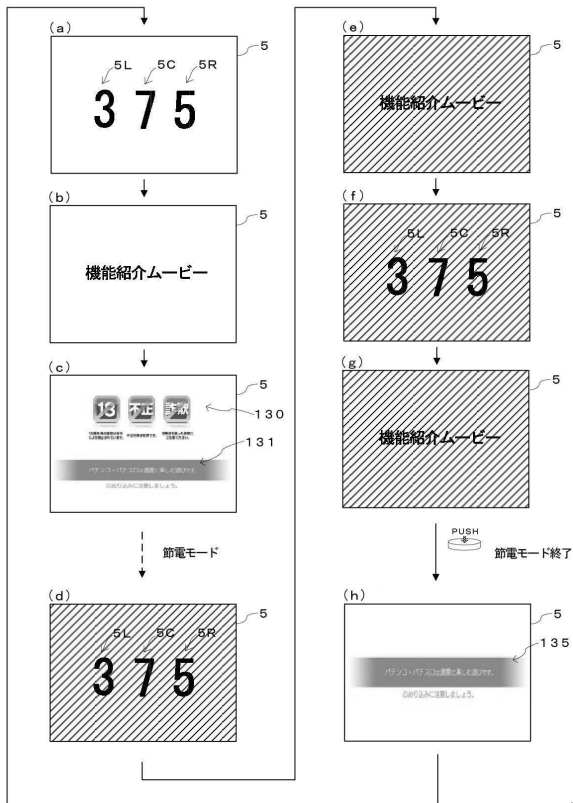 (a)
5
5L 5C 5R
3 7 5
(b)
5
機能紹介ムービー
(c)
5
13 不正 詐欺
130
131
パチンコ・パチスロは適度に楽しむ遊びです。
のめり込みに注意しましょう。
節電モード
(d)
5
5L 5C 5R
3 7 5
(e)
5
機能紹介ムービー
(f)
5
5L 5C 5R
3 7 5
(g)
5
機能紹介ムービー
PUSH
節電モード終了
(h)
5
135
パチンコ・パチスロは適度に楽しむ遊びです。
のめり込みに注意しましょう。